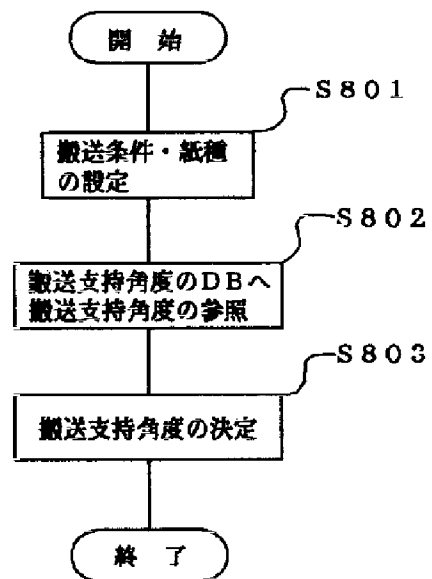 開 始
S801
搬送条件・紙種
の設定
S802
搬送支持角度のDBへ
搬送支持角度の参照
S803
搬送支持角度の決定
終 了